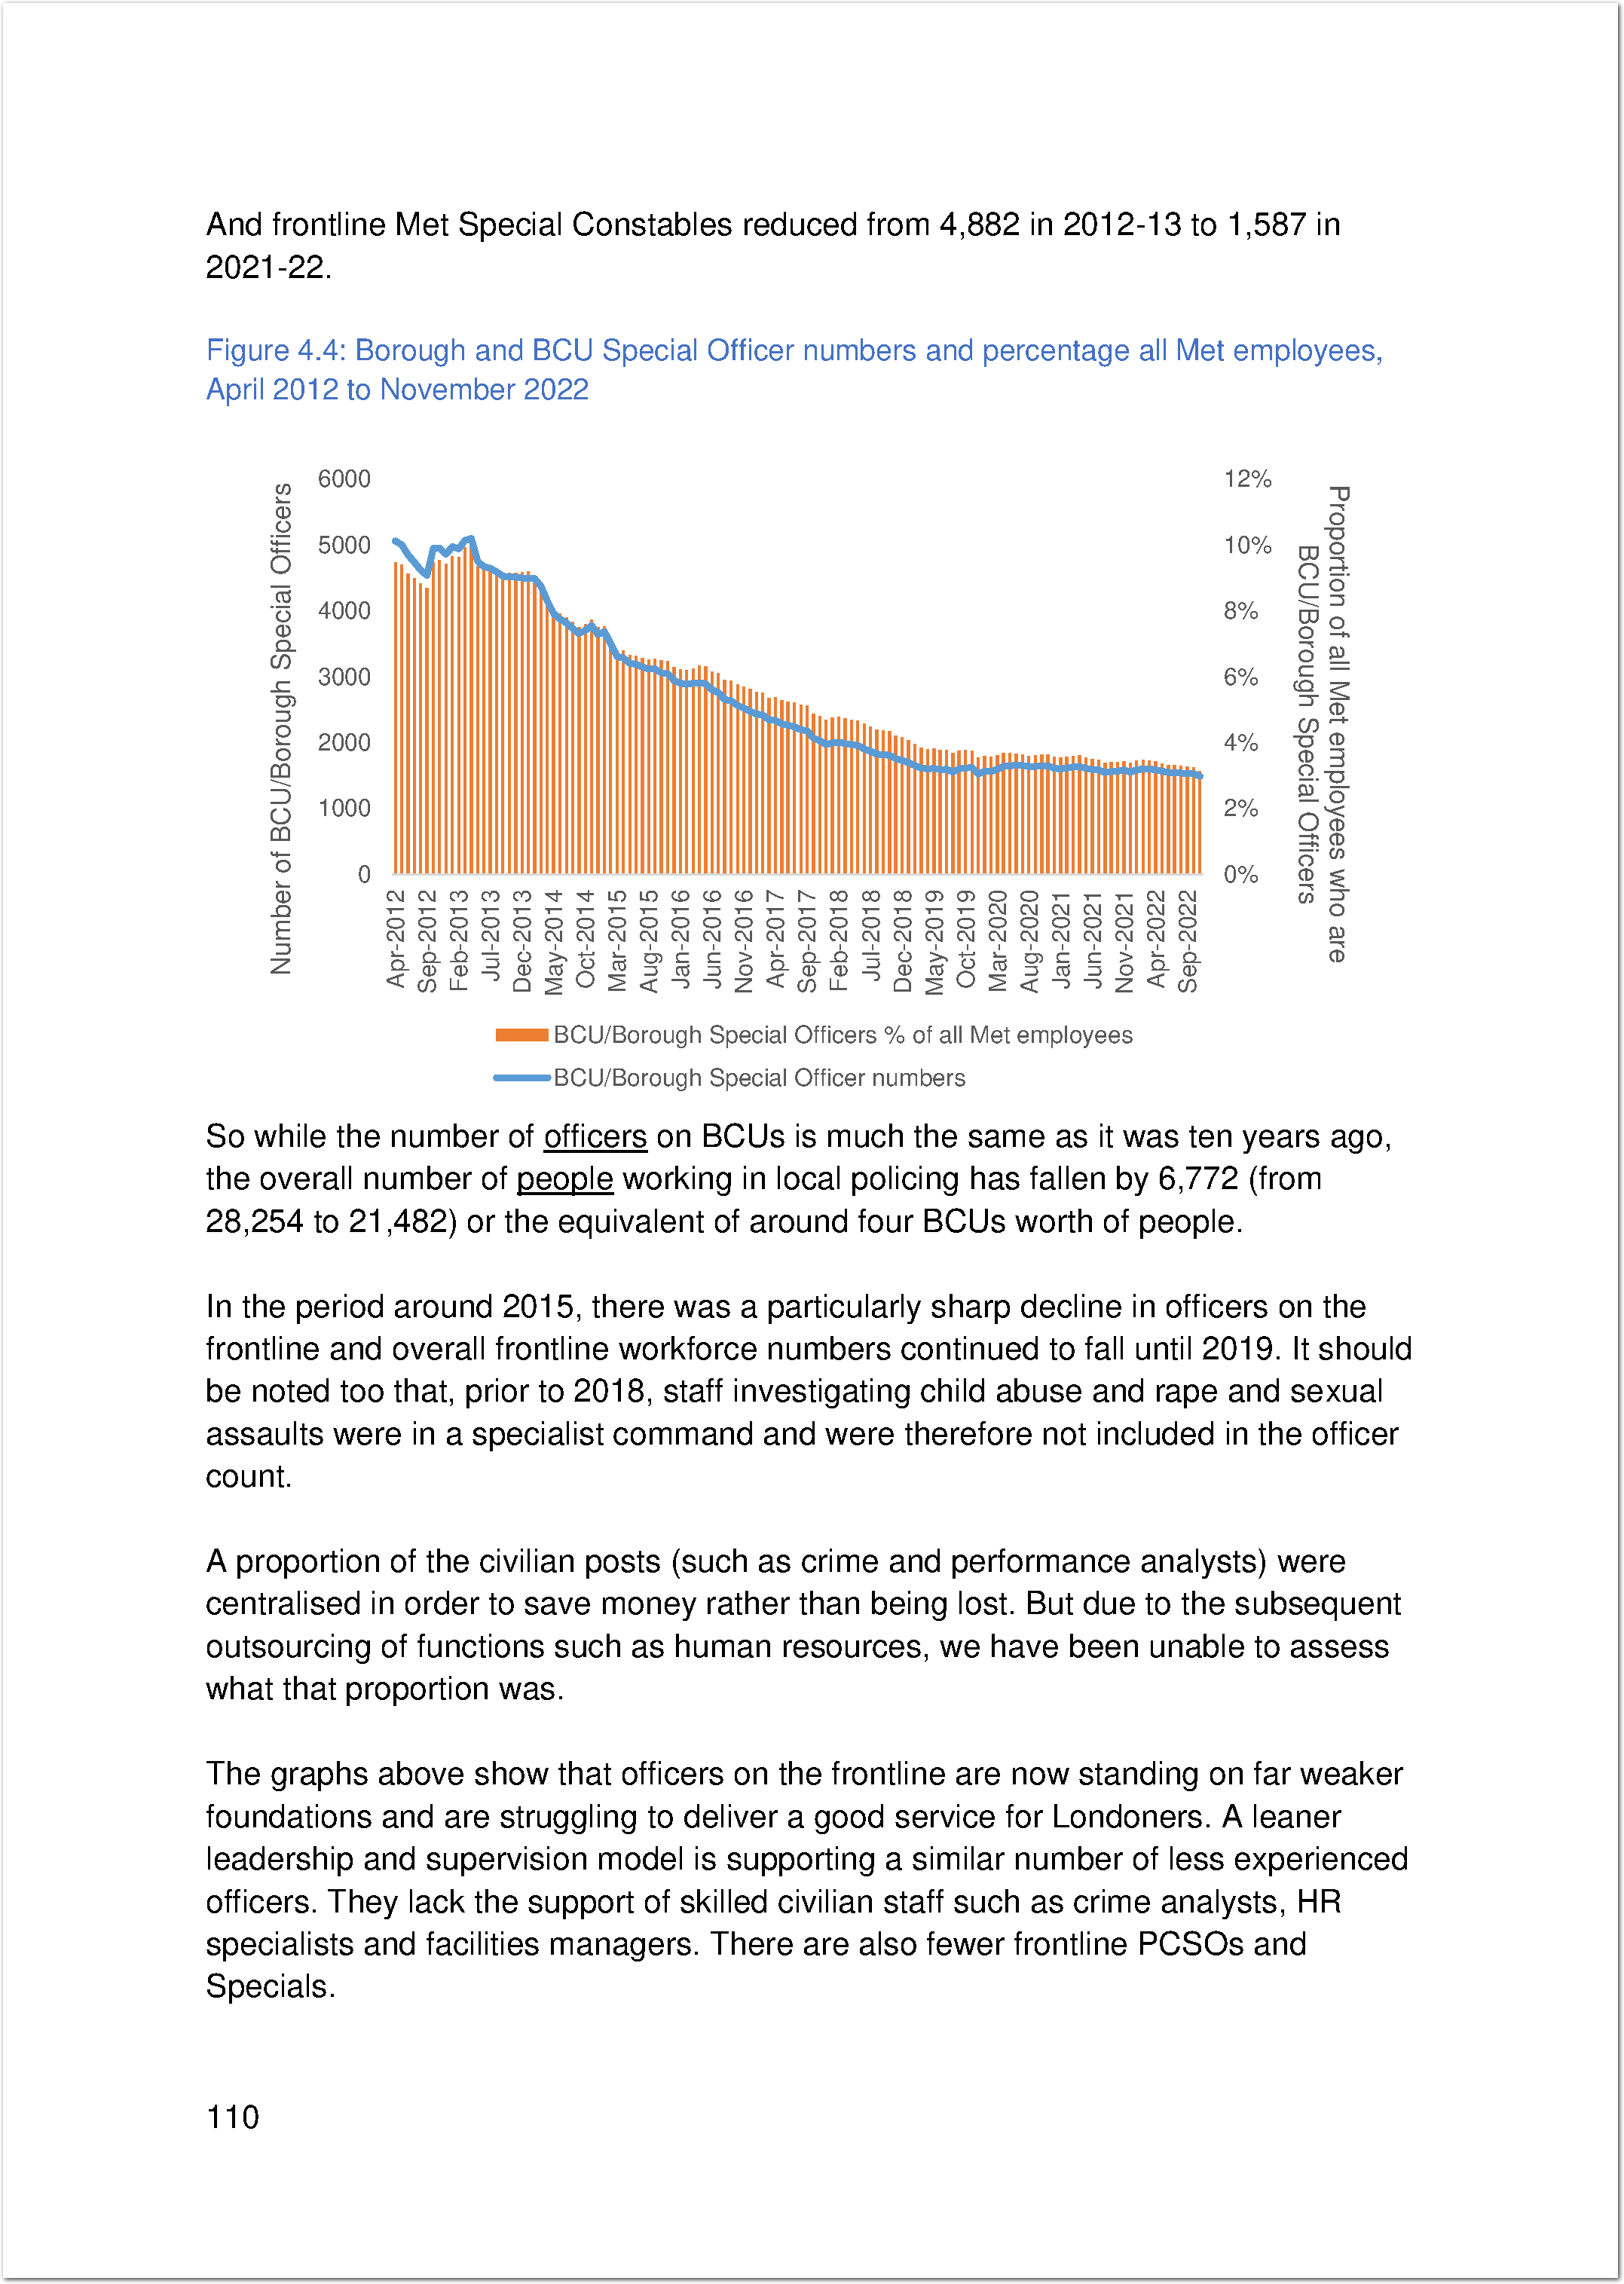 And frontline Met Special Constables reduced from 4,882 in 2012-13 to 1,587 in
2021-22.
Figure 4.4: Borough and BCU Special Officer numbers and percentage all Met employees,
April 2012 to November 2022
Number of BCU/Borough Special Officers
6000
5000
4000
3000
2000
1000
0
12%
10%
8%
6%
4%
2%
0%
Proportion of all Met employees who are
BCU/Borough Special Officers
Apr-2012
Sep-2012
Feb-2013
Jul-2013
Dec-2013
May-2014
Oct-2014
Mar-2015
Aug-2015
Jan-2016
Jun-2016
Nov-2016
Apr-2017
Sep-2017
Feb-2018
Jul-2018
Dec-2018
May-2019
Oct-2019
Mar-2020
Aug-2020
Jan-2021
Jun-2021
Nov-2021
Apr-2022
Sep-2022
BCU/Borough Special Officers % of all Met employees
BCU/Borough Special Officer numbers
So while the number of officers on BCUs is much the same as it was ten years ago,
the overall number of people working in local policing has fallen by 6,772 (from
28,254 to 21,482) or the equivalent of around four BCUs worth of people.
In the period around 2015, there was a particularly sharp decline in officers on the
frontline and overall frontline workforce numbers continued to fall until 2019. It should
be noted too that, prior to 2018, staff investigating child abuse and rape and sexual
assaults were in a specialist command and were therefore not included in the officer
count.
A proportion of the civilian posts (such as crime and performance analysts) were
centralised in order to save money rather than being lost. But due to the subsequent
outsourcing of functions such as human resources, we have been unable to assess
what that proportion was.
The graphs above show that officers on the frontline are now standing on far weaker
foundations and are struggling to deliver a good service for Londoners. A leaner
leadership and supervision model is supporting a similar number of less experienced
officers. They lack the support of skilled civilian staff such as crime analysts, HR
specialists and facilities managers. There are also fewer frontline PCSOs and
Specials.
110